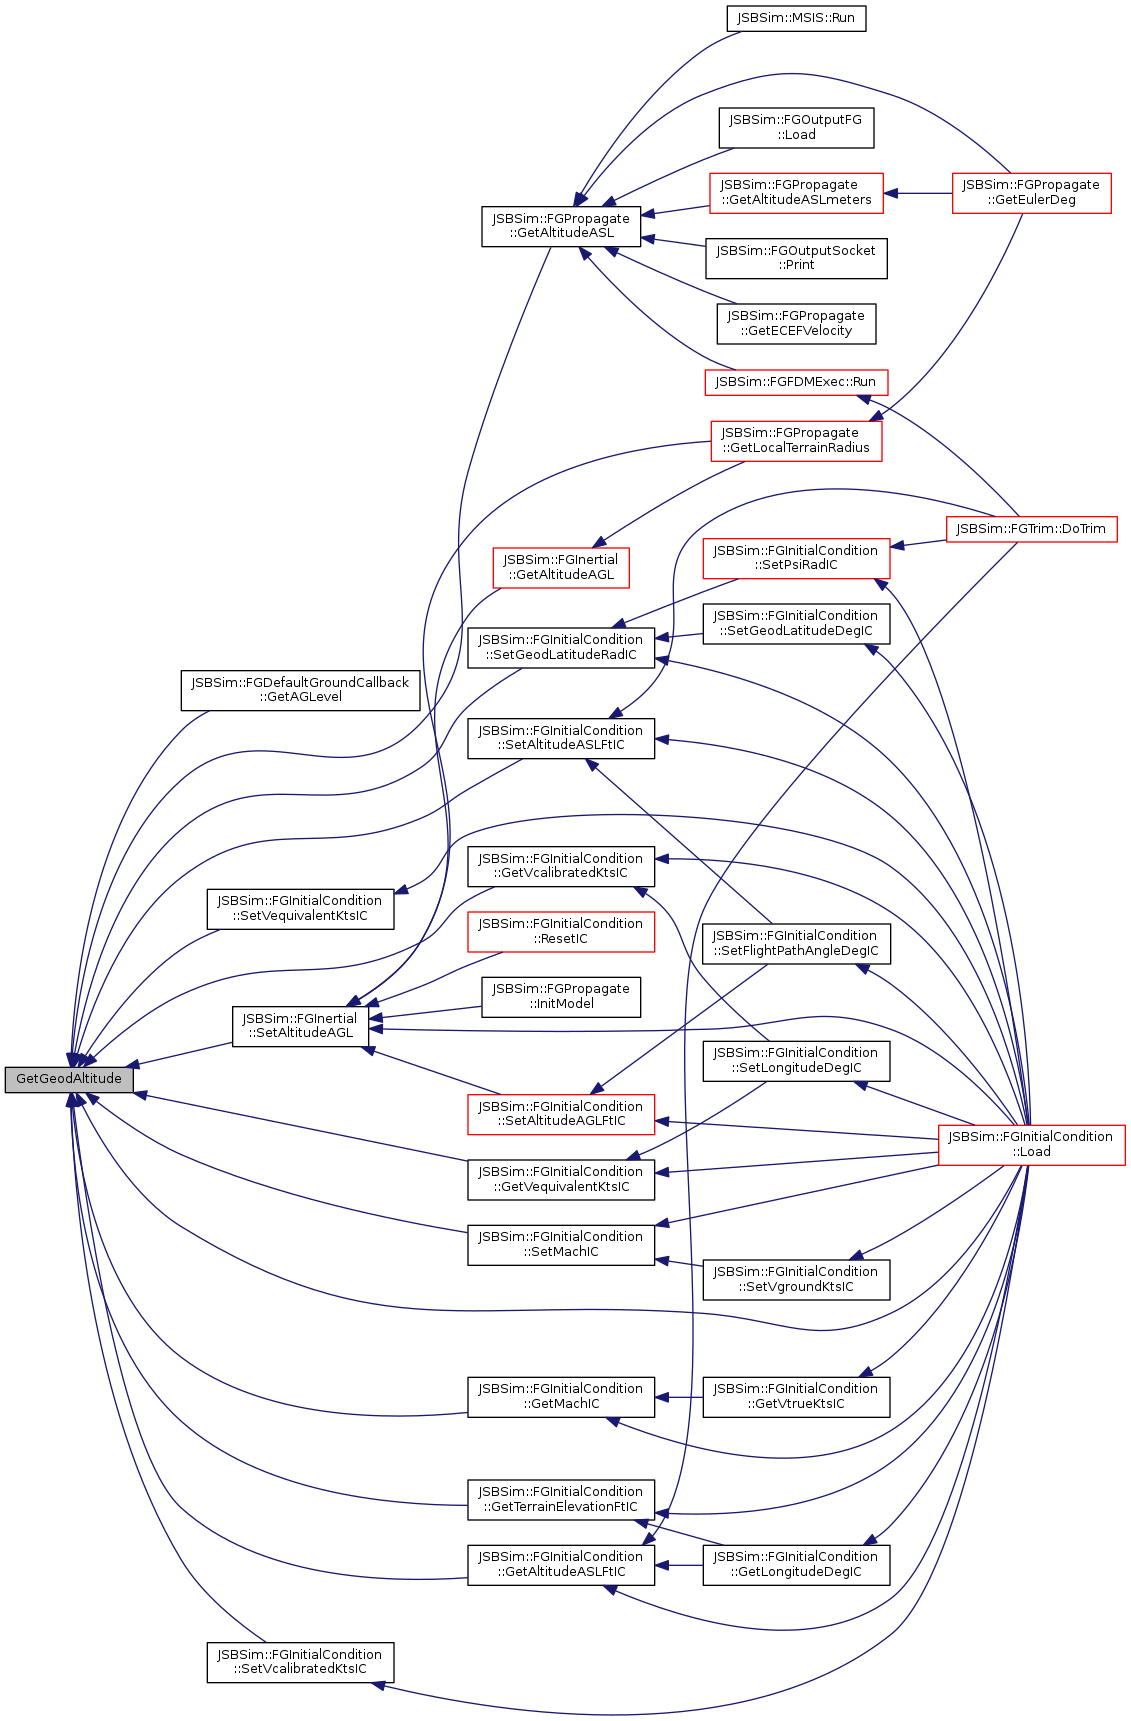 JSBSim::MSIS::Run
JSBSim::FGOutputFG
::Load
JSBSim::FGPropagate
::GetAltitudeASLmeters
JSBSim::FGPropagate
::GetEulerDeg
JSBSim::FGPropagate
::GetAltitudeASL
JSBSim::FGOutputSocket
::Print
JSBSim::FGPropagate
::GetECEFVelocity
JSBSim::FGFDMExec::Run
JSBSim::FGPropagate
::GetLocalTerrainRadius
JSBSim::FGTrim::DoTrim
JSBSim::FGInertial
::GetAltitudeAGL
JSBSim::FGInitialCondition
::SetPsiRadIC
JSBSim::FGInitialCondition
::SetGeodLatitudeDegIC
JSBSim::FGInitialCondition
::SetGeodLatitudeRadIC
JSBSim::FGDefaultGroundCallback
::GetAGLevel
JSBSim::FGInitialCondition
::SetAltitudeASLFtIC
JSBSim::FGInitialCondition
::GetVcalibratedKtsIC
JSBSim::FGInitialCondition
::SetVequivalentKtsIC
JSBSim::FGInitialCondition
::ResetIC
JSBSim::FGInitialCondition
::SetFlightPathAngleDegIC
JSBSim::FGPropagate
::InitModel
JSBSim::FGInertial
::SetAltitudeAGL
JSBSim::FGInitialCondition
::SetLongitudeDegIC
GetGeodAltitude
JSBSim::FGInitialCondition
::SetAltitudeAGLFtIC
JSBSim::FGInitialCondition
::Load
JSBSim::FGInitialCondition
::GetVequivalentKtsIC
JSBSim::FGInitialCondition
::SetMachIC
JSBSim::FGInitialCondition
::SetVgroundKtsIC
JSBSim::FGInitialCondition
::GetMachIC
JSBSim::FGInitialCondition
::GetVtrueKtsIC
JSBSim::FGInitialCondition
::GetTerrainElevationFtIC
JSBSim::FGInitialCondition
::GetAltitudeASLFtIC
JSBSim::FGInitialCondition
::GetLongitudeDegIC
JSBSim::FGInitialCondition
::SetVcalibratedKtsIC